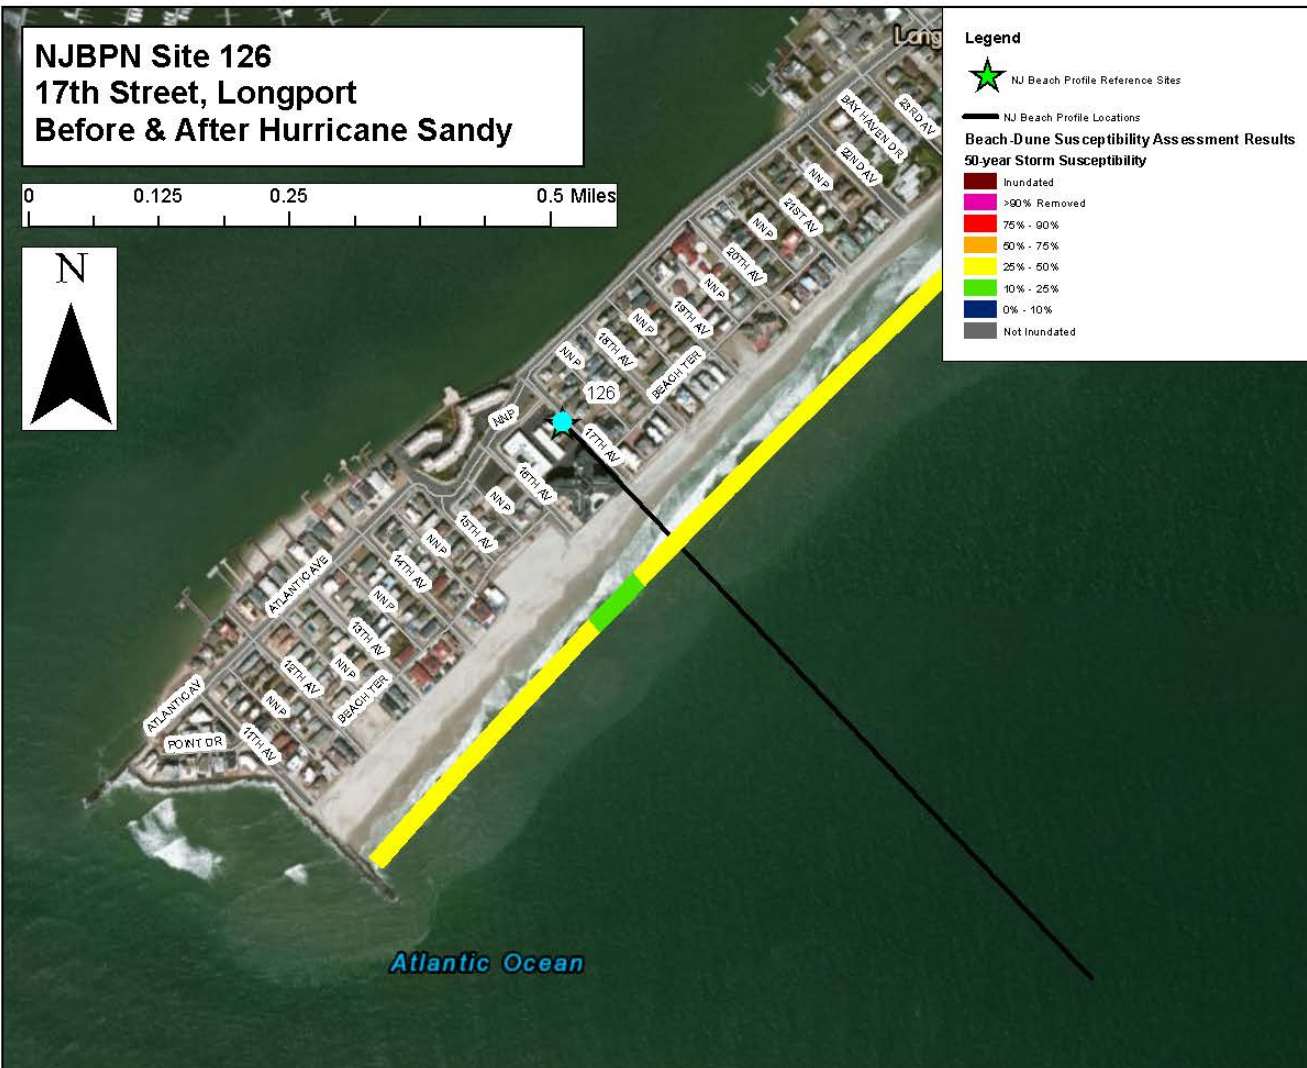 NJBPN Site 126
17th Street, Longport
Before & After Hurricane Sandy
0 0.125 0.25 0.5 Miles
N
Legend
NJ Beach Profile Reference Sites
NJ Beach Profile Locations
Beach-Dune Susceptibility Assessment Results
50-year Storm Susceptibility
Inundated
>90% Removed
75% - 90%
50% - 75%
25% - 50%
10% - 25%
0% - 10%
Not Inundated
Long
23RD AV
BAY HAVEN DR
22ND AV
NNP
21ST AV
NNP
20TH AV
NNP
19TH AV
NNP
BEACH TER
18TH AV
NNP
126
17TH AV
NNP
16TH AV
NNP
15TH AV
NNP
14TH AV
ATLANTIC AVE
NNP
13TH AV
NNP
BEACH TER
12TH AV
NNP
ATLANTIC AV
11TH AV
POINT DR
Atlantic Ocean